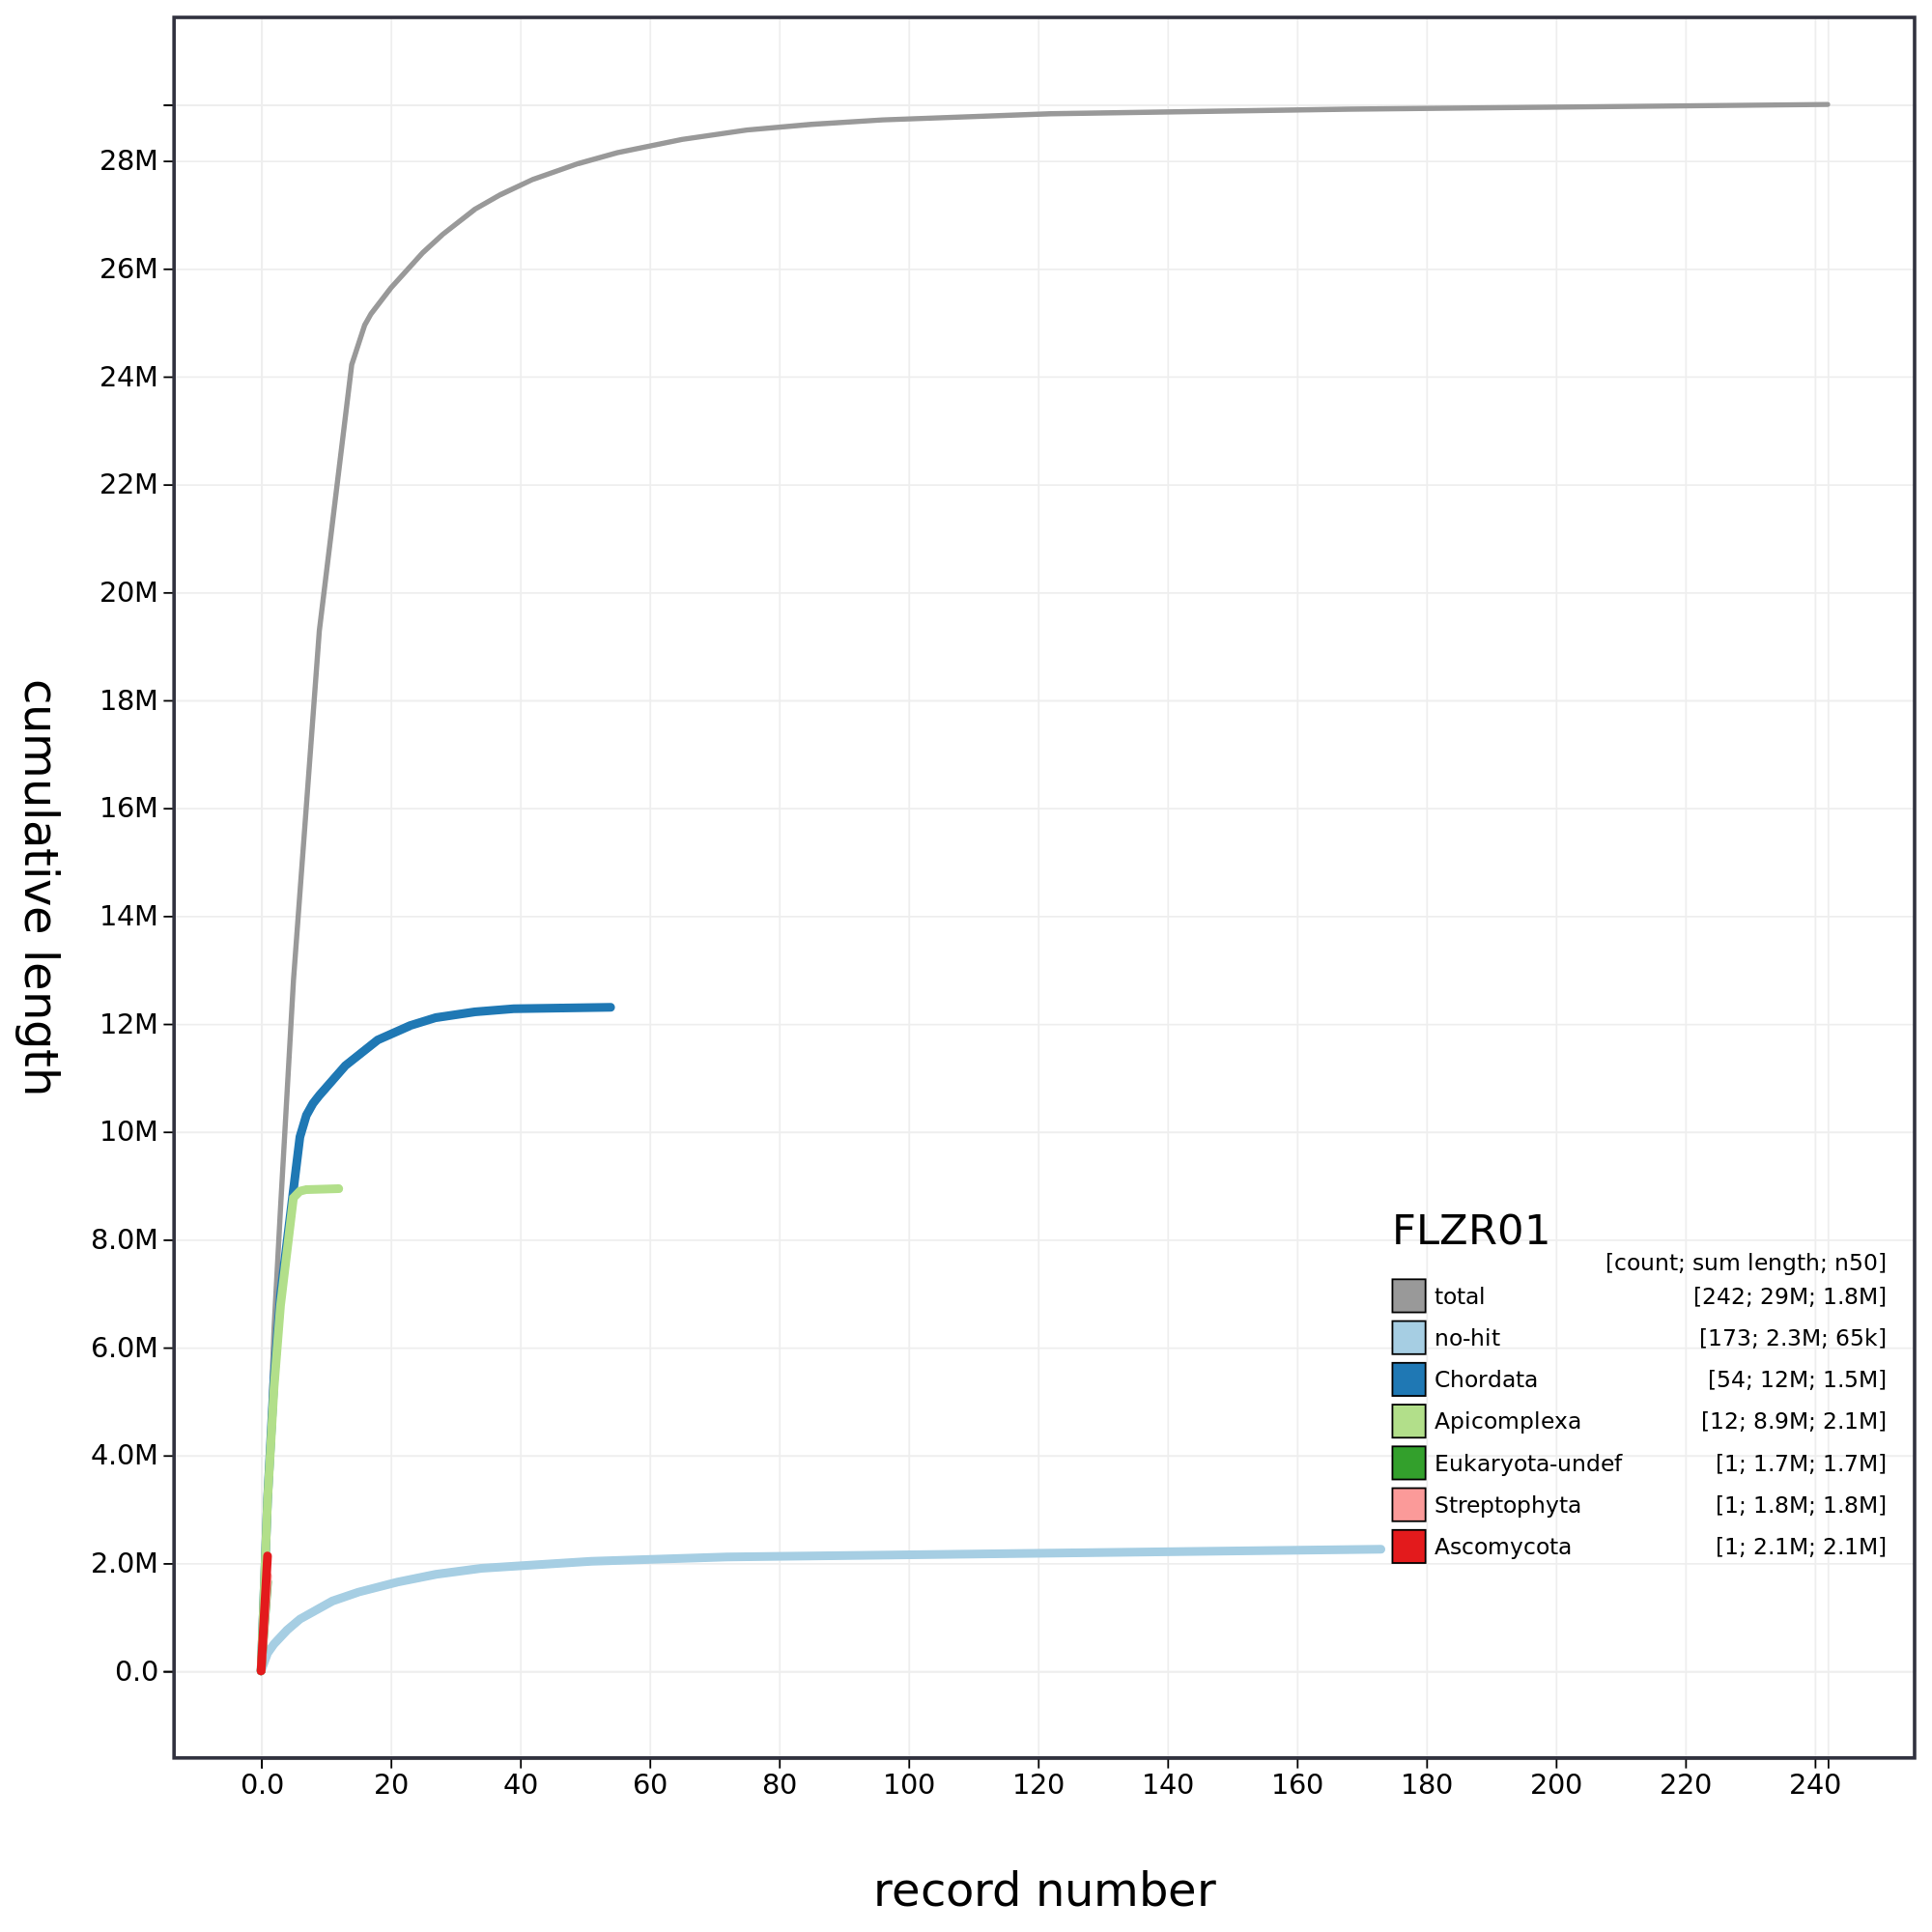 28M
26M
24M
22M
20M
18M
16M
14M
12M
10M
8.0M
6.0M
4.0M
2.0M
0.0
cumulative length
FLZR01
[count; sum length; n50]
total [242; 29M; 1.8M]
no-hit [173; 2.3M; 65k]
Chordata [54; 12M; 1.5M]
Apicomplexa [12; 8.9M; 2.1M]
Eukaryota-undef [1; 1.7M; 1.7M]
Streptophyta [1; 1.8M; 1.8M]
Ascomycota [1; 2.1M; 2.1M]
0.0 20 40 60 80 100 120 140 160 180 200 220 240
record number